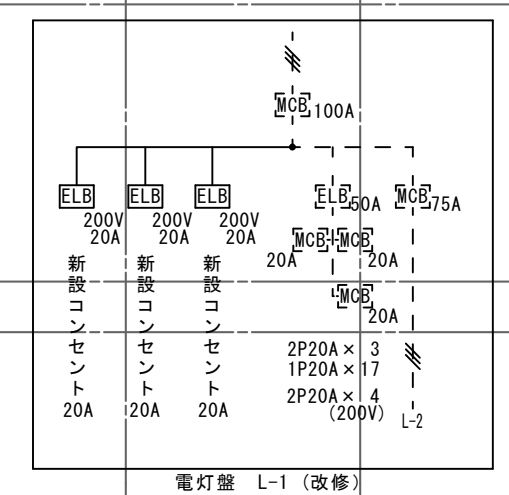 MCB 100A
ELB 200V 20A
ELB 200V 20A
ELB 200V 20A
ELB 50A
MCB 75A
MCB 20A
MCB 20A
MCB 20A
新設コンセント 20A
新設コンセント 20A
新設コンセント 20A
2P20A× 3
1P20A×17
2P20A× 4
(200V)
L-2
電灯盤 L-1 (改修)